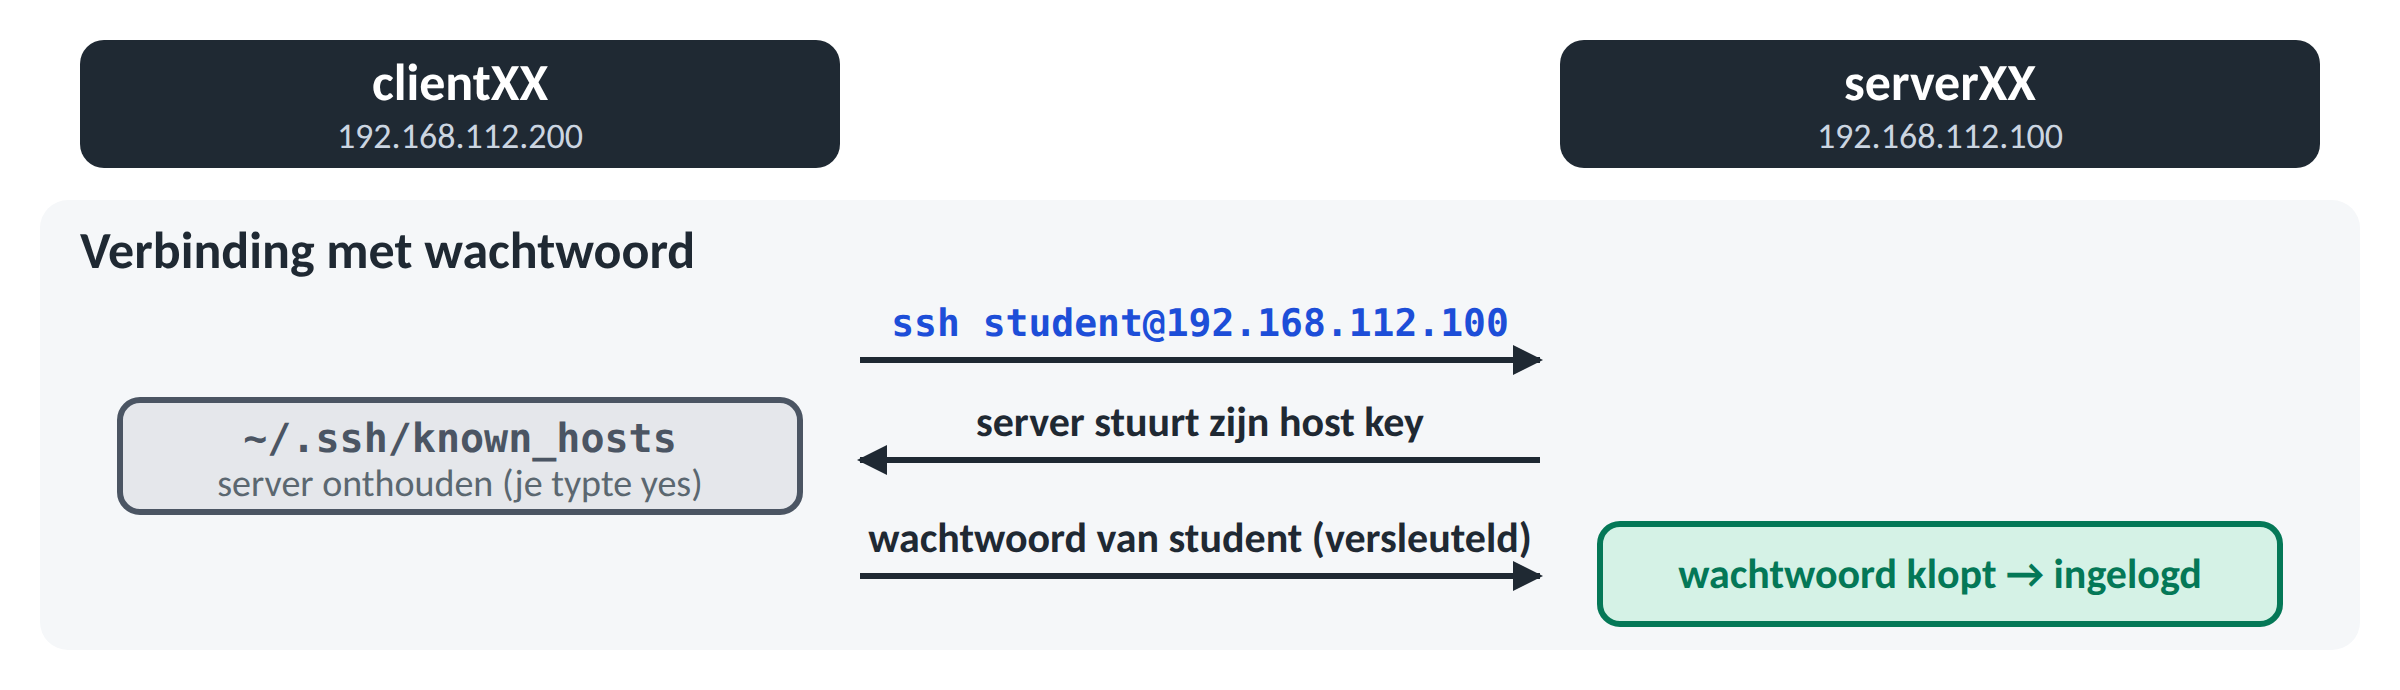 clientXX
192.168.112.200
serverXX
192.168.112.100
Verbinding met wachtwoord
ssh student@192.168.112.100
server stuurt zijn host key
~/.ssh/known_hosts
server onthouden (je typte yes)
wachtwoord van student (versleuteld)
wachtwoord klopt → ingelogd